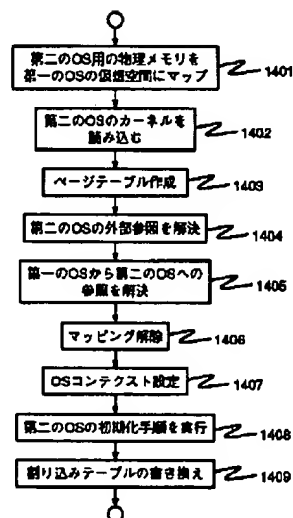 第二のOS用の物理メモリを
第一のOSの仮想空間にマップ
1401
第二のOSのカーネルを
読み込む
1402
ページテーブル作成
1403
第二のOSの外部参照を解決
1404
第一のOSから第二のOSへの
参照を解決
1405
マッピング解除
1406
OSコンテクスト設定
1407
第二のOSの初期化手順を実行
1408
割り込みテーブルの書き換え
1409